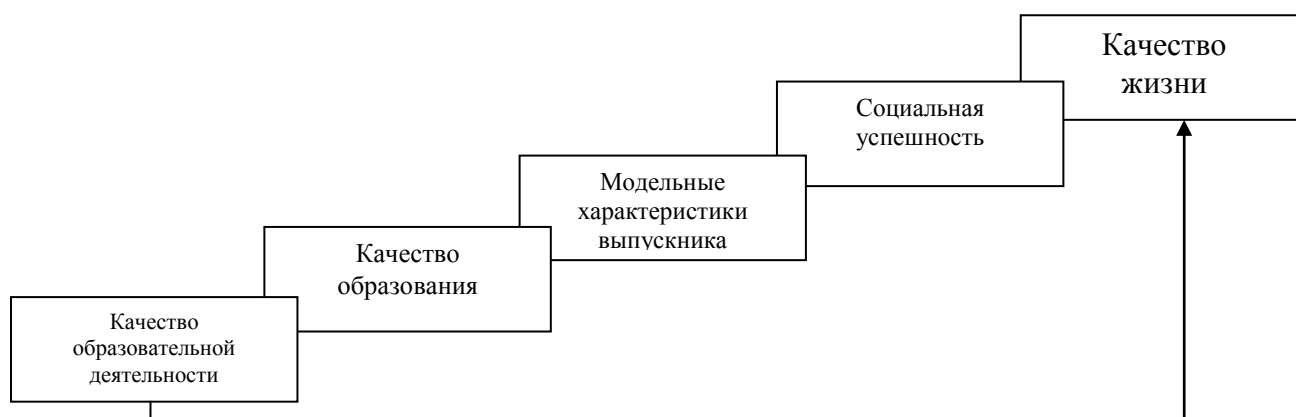 Качество
жизни
Социальная
успешность
Модельные
характеристики
выпускника
Качество
образования
Качество
образовательной
деятельности